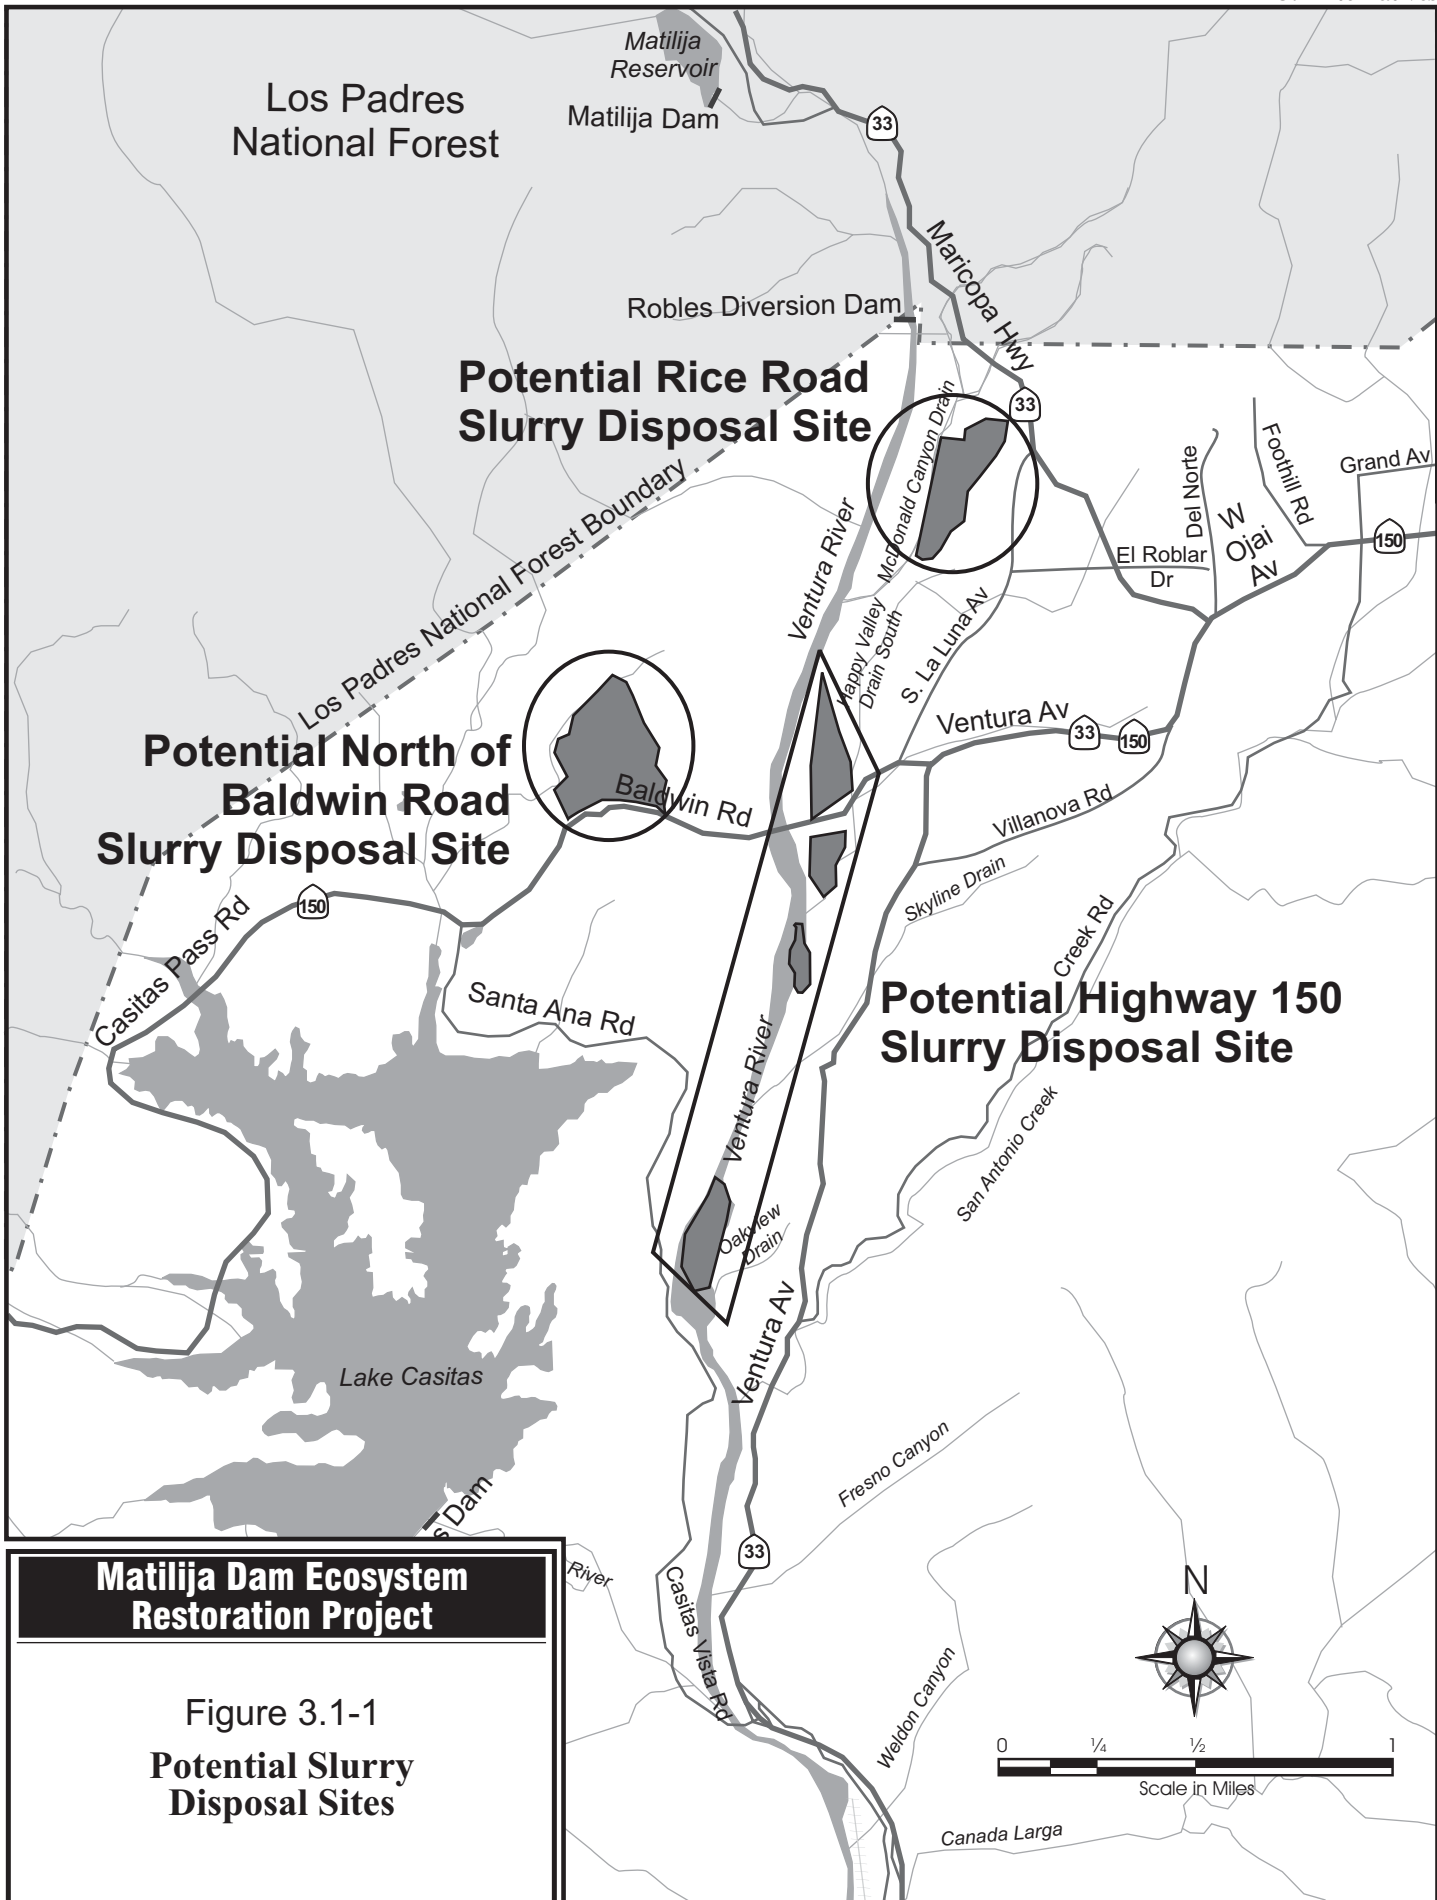 Matilija
Reservoir
Los Padres
National Forest
Matilija Dam
33
Maricopa Hwy
Robles Diversion Dam
Potential Rice Road
Slurry Disposal Site
33
McDonald Canyon Drain
Los Padres National Forest Boundary
Ventura River
Del Norte
Foothill Rd
Grand Av
W
Ojai
Av
150
El Roblar
Dr
Happy Valley
Drain South
S. La Luna Av
Ventura Av
33
150
Potential North of
Baldwin Road
Slurry Disposal Site
Baldwin Rd
Villanova Rd
Skyline Drain
150
Casitas Pass Rd
Creek Rd
Santa Ana Rd
Potential Highway 150
Slurry Disposal Site
Ventura River
San Antonio Creek
Oakview
Drain
Ventura Av
Lake Casitas
Fresno Canyon
s Dam
33
River
Casitas Vista Rd
Weldon Canyon
Canada Larga
N
0 ¼ ½ 1
Scale in Miles
Matilija Dam Ecosystem
Restoration Project
Figure 3.1-1
Potential Slurry
Disposal Sites